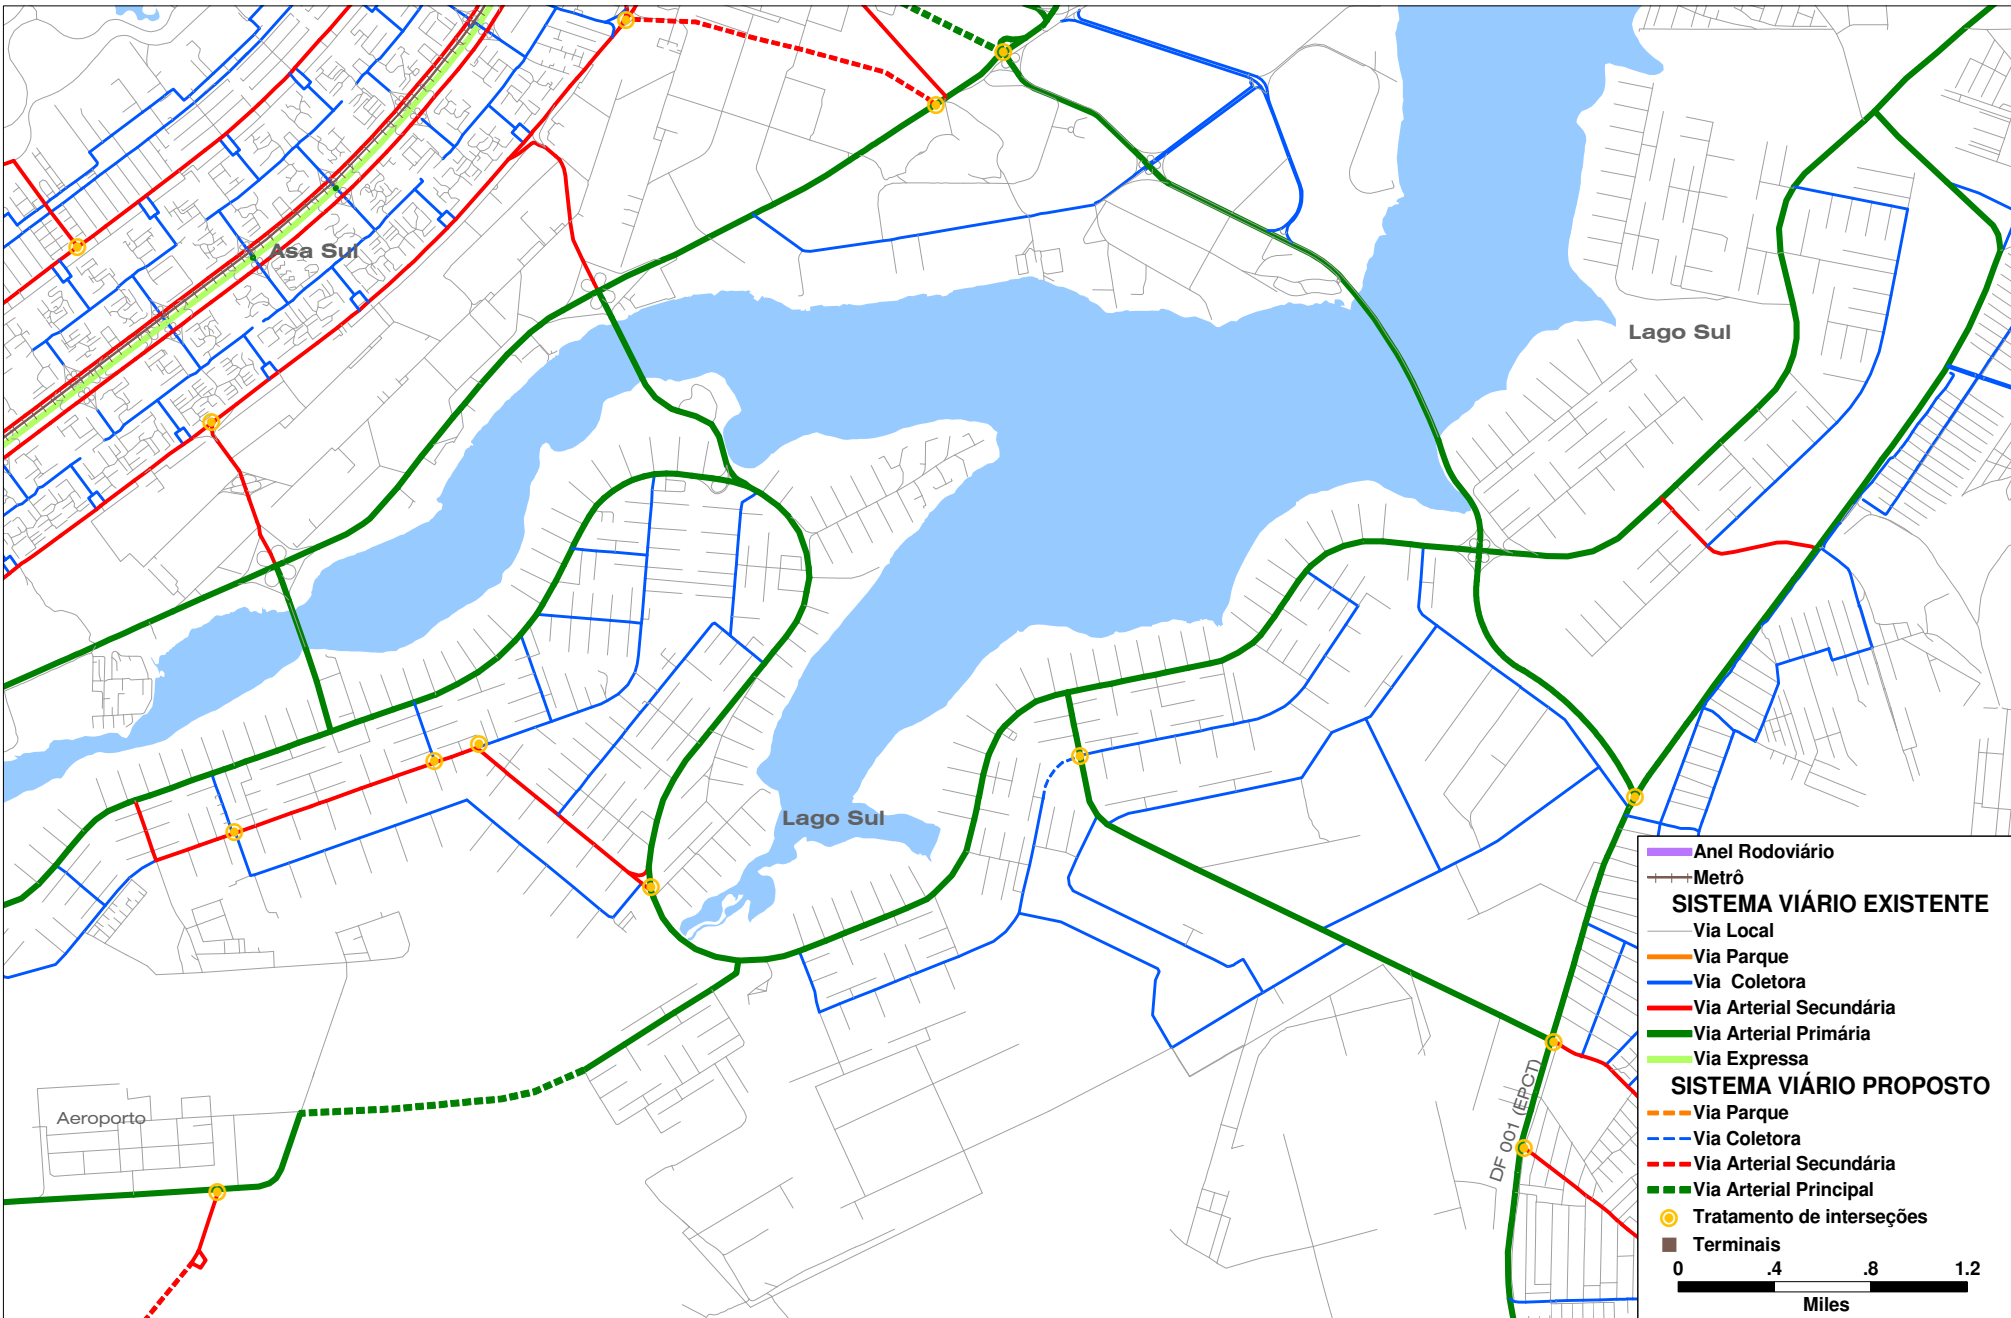 Asa Sul
Lago Sul
Lago Sul
Aeroporto
DF 001 (EPCT)
Anel Rodoviário
Metrô
SISTEMA VIÁRIO EXISTENTE
Via Local
Via Parque
Via Coletora
Via Arterial Secundária
Via Arterial Primária
Via Expressa
SISTEMA VIÁRIO PROPOSTO
Via Parque
Via Coletora
Via Arterial Secundária
Via Arterial Principal
Tratamento de interseções
Terminais
0 .4 .8 1.2
Miles